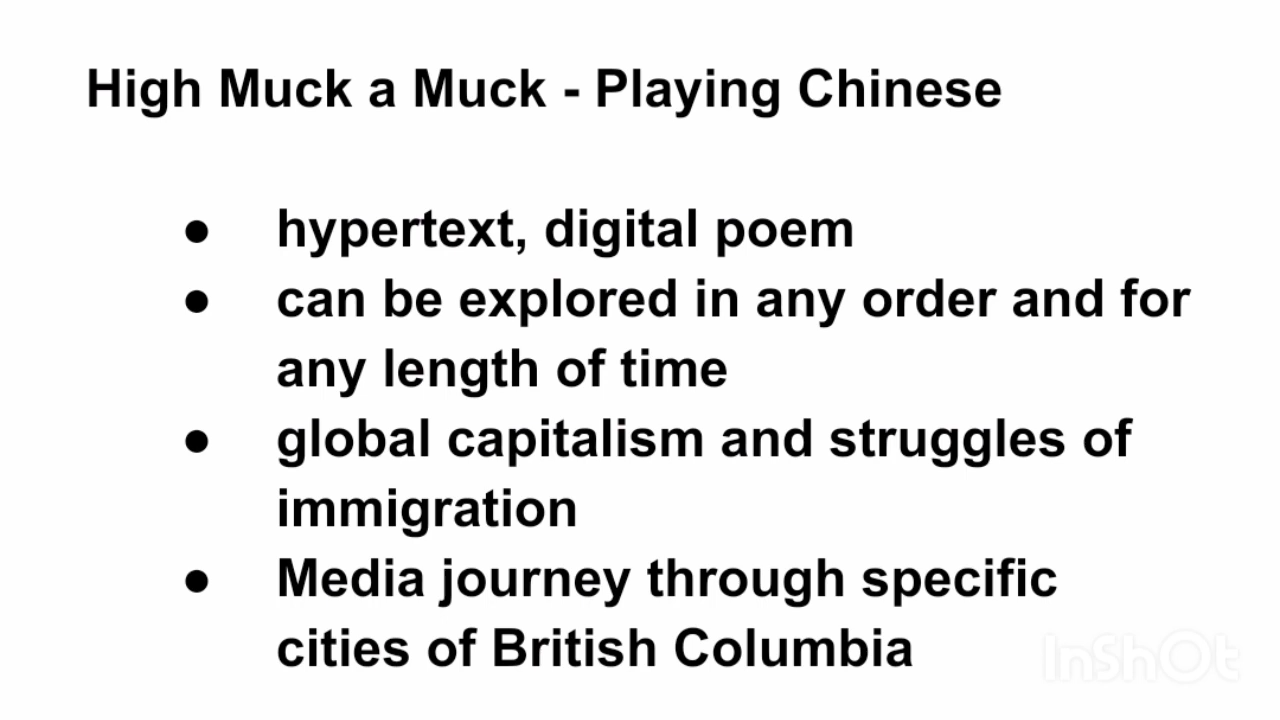 High Muck a Muck - Playing Chinese
● hypertext, digital poem
● can be explored in any order and for
any length of time
● global capitalism and struggles of
immigration
● Media journey through specific
cities of British Columbia
InShOt